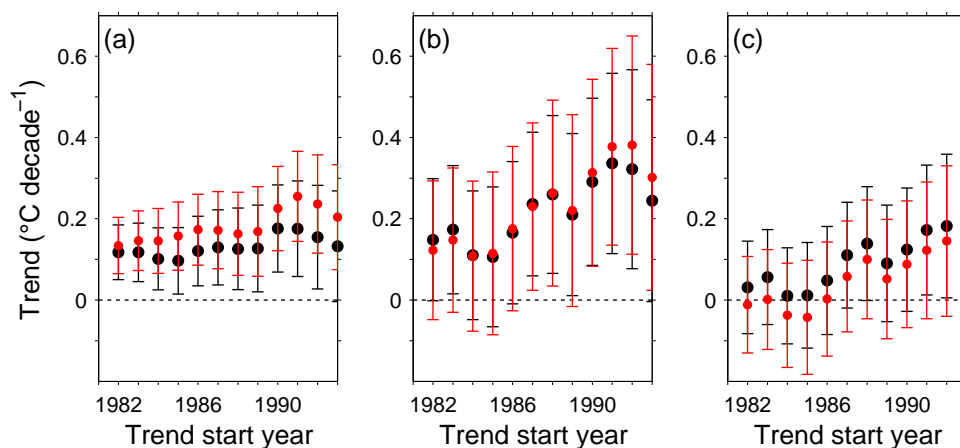 (a) (b) (c)
0.6 0.6 0.6
0.4 0.4 0.4
0.2 0.2 0.2
0 0 0
Trend (°C decade⁻¹)
1982 1986 1990 1982 1986 1990 1982 1986 1990
Trend start year Trend start year Trend start year